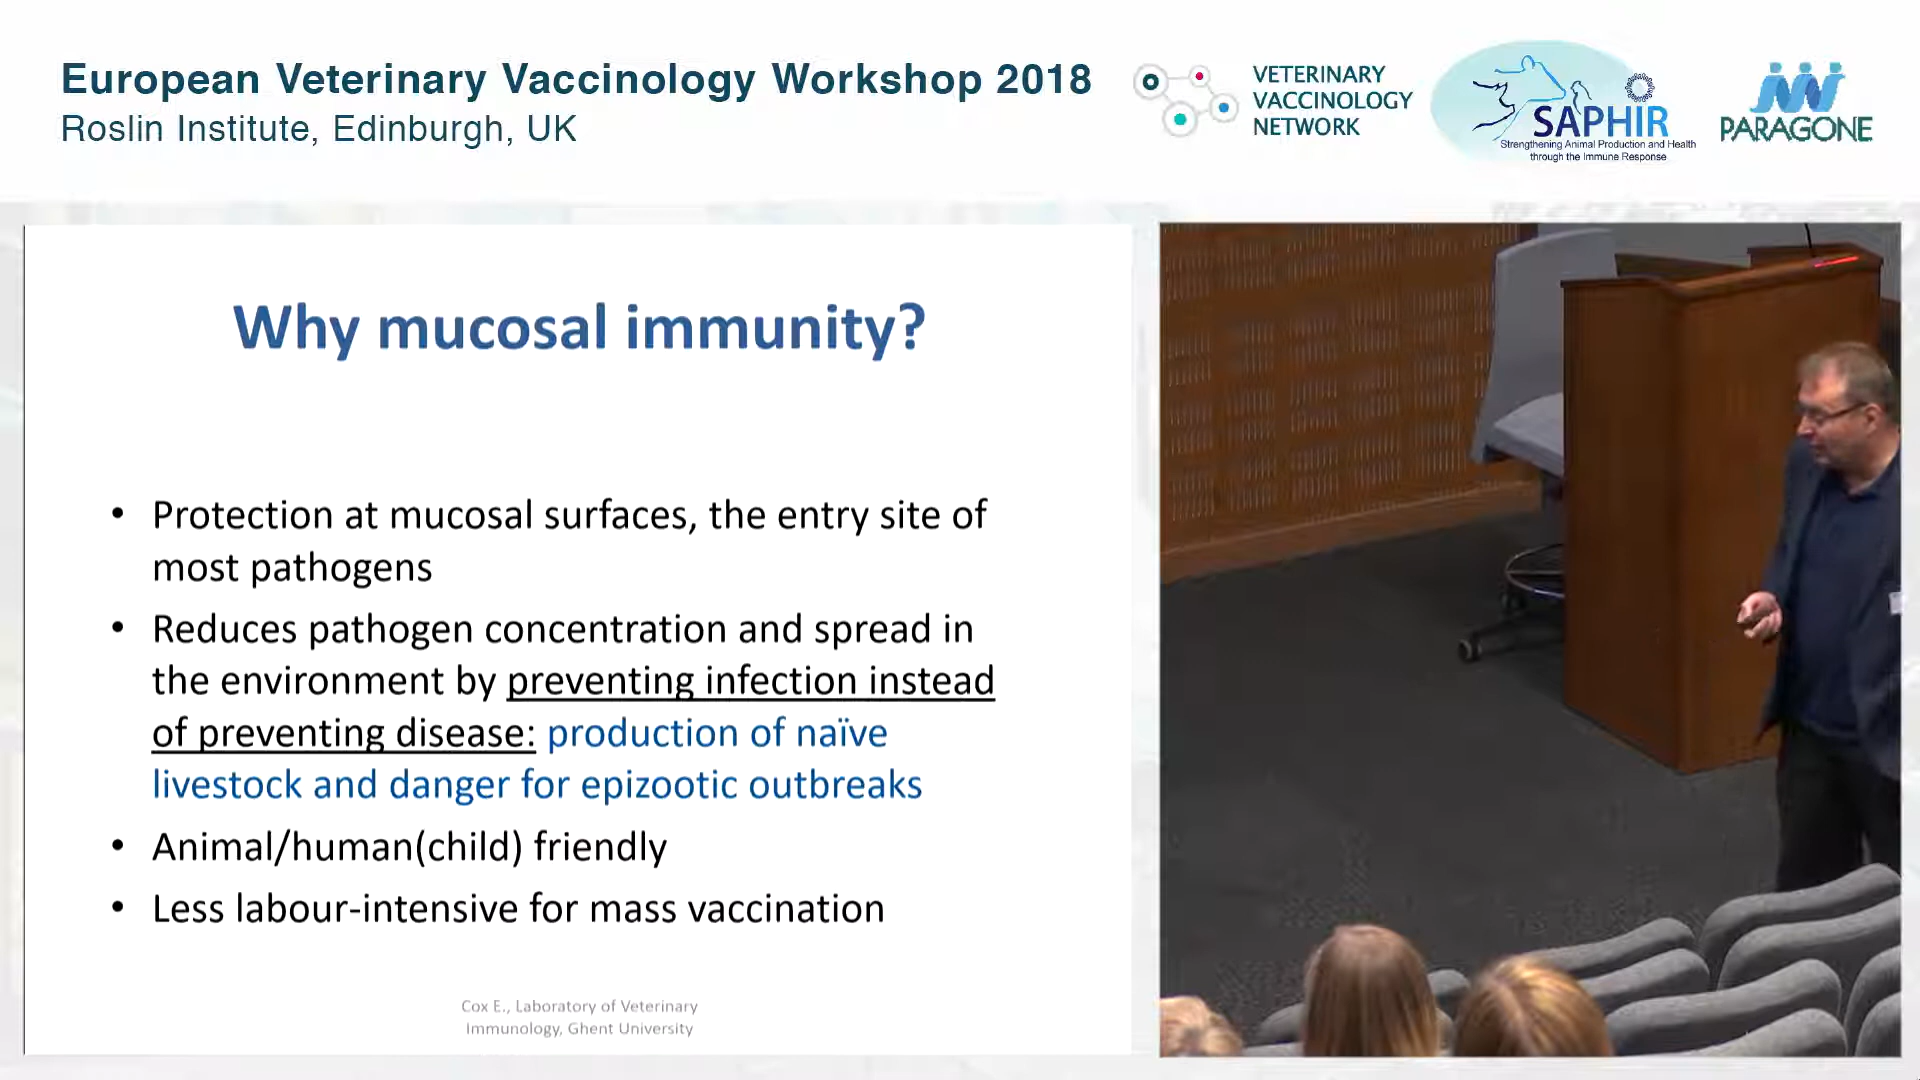 European Veterinary Vaccinology Workshop 2018
Roslin Institute, Edinburgh, UK
VETERINARY
VACCINOLOGY
NETWORK
SAPHIR
Strengthening Animal Production and Health
through the Immune Response
PARAGONE
Why mucosal immunity?
• Protection at mucosal surfaces, the entry site of
most pathogens
• Reduces pathogen concentration and spread in
the environment by preventing infection instead
of preventing disease: production of naïve
livestock and danger for epizootic outbreaks
• Animal/human(child) friendly
• Less labour-intensive for mass vaccination
Cox E., Laboratory of Veterinary
Immunology, Ghent University